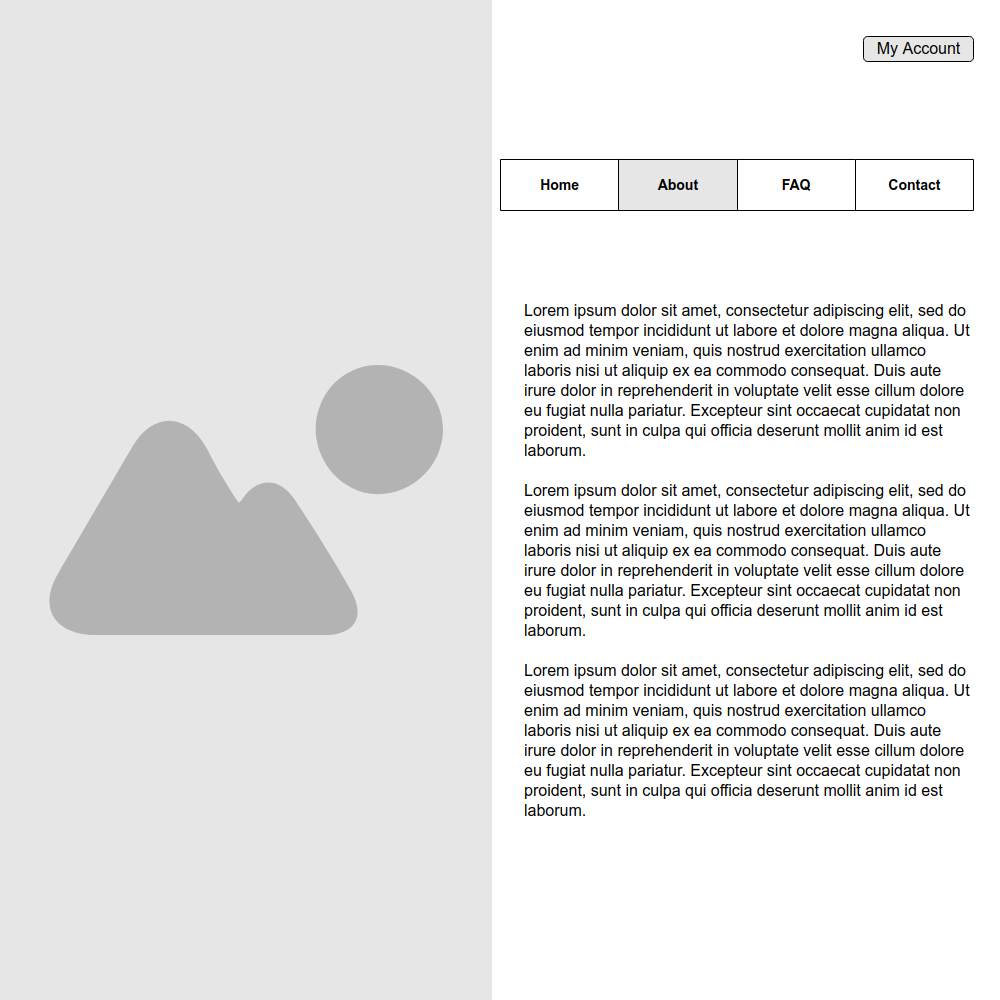 My Account
Home About FAQ Contact
Lorem ipsum dolor sit amet, consectetur adipiscing elit, sed do
eiusmod tempor incididunt ut labore et dolore magna aliqua. Ut
enim ad minim veniam, quis nostrud exercitation ullamco
laboris nisi ut aliquip ex ea commodo consequat. Duis aute
irure dolor in reprehenderit in voluptate velit esse cillum dolore
eu fugiat nulla pariatur. Excepteur sint occaecat cupidatat non
proident, sunt in culpa qui officia deserunt mollit anim id est
laborum.
Lorem ipsum dolor sit amet, consectetur adipiscing elit, sed do
eiusmod tempor incididunt ut labore et dolore magna aliqua. Ut
enim ad minim veniam, quis nostrud exercitation ullamco
laboris nisi ut aliquip ex ea commodo consequat. Duis aute
irure dolor in reprehenderit in voluptate velit esse cillum dolore
eu fugiat nulla pariatur. Excepteur sint occaecat cupidatat non
proident, sunt in culpa qui officia deserunt mollit anim id est
laborum.
Lorem ipsum dolor sit amet, consectetur adipiscing elit, sed do
eiusmod tempor incididunt ut labore et dolore magna aliqua. Ut
enim ad minim veniam, quis nostrud exercitation ullamco
laboris nisi ut aliquip ex ea commodo consequat. Duis aute
irure dolor in reprehenderit in voluptate velit esse cillum dolore
eu fugiat nulla pariatur. Excepteur sint occaecat cupidatat non
proident, sunt in culpa qui officia deserunt mollit anim id est
laborum.